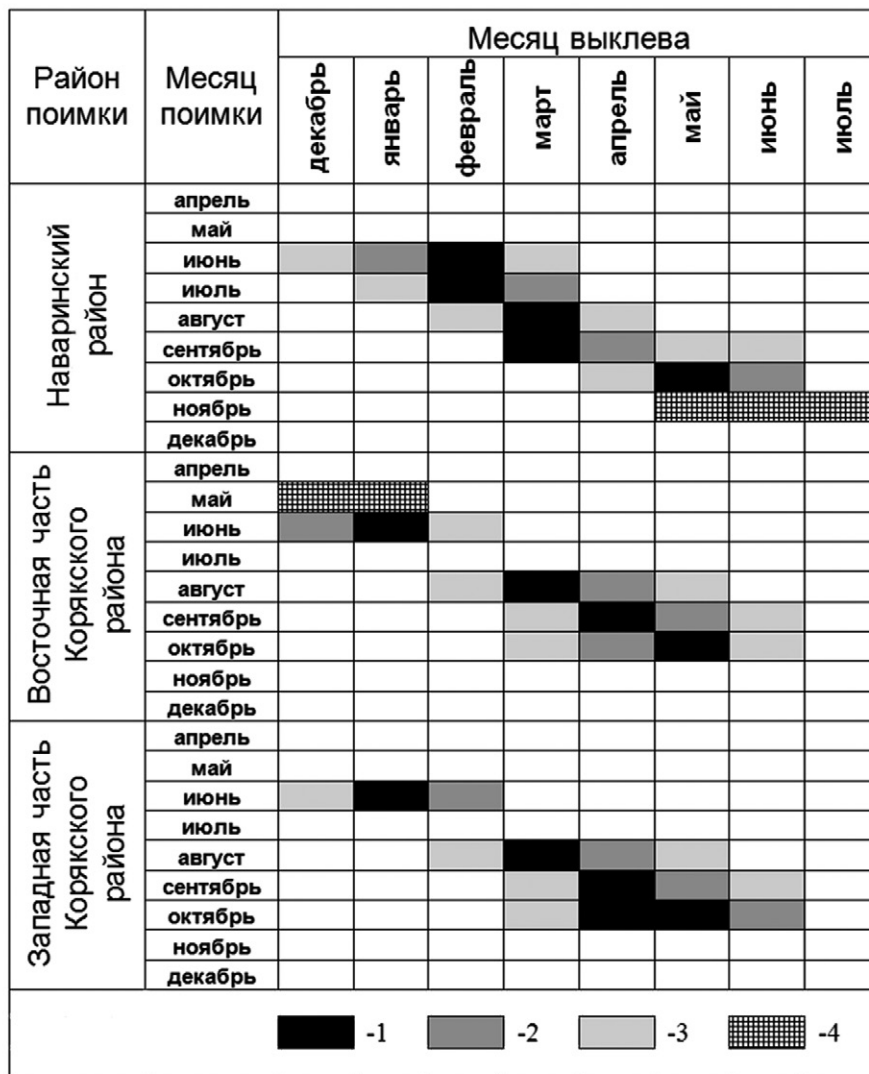 Район
поимки
Месяц
поимки
Месяц выклева
декабрь
январь
февраль
март
апрель
май
июнь
июль
Наваринский
район
апрель
май
июнь
июль
август
сентябрь
октябрь
ноябрь
декабрь
Восточная часть
Корякского
района
апрель
май
июнь
июль
август
сентябрь
октябрь
ноябрь
декабрь
Западная часть
Корякского
района
апрель
май
июнь
июль
август
сентябрь
октябрь
ноябрь
декабрь
-1
-2
-3
-4